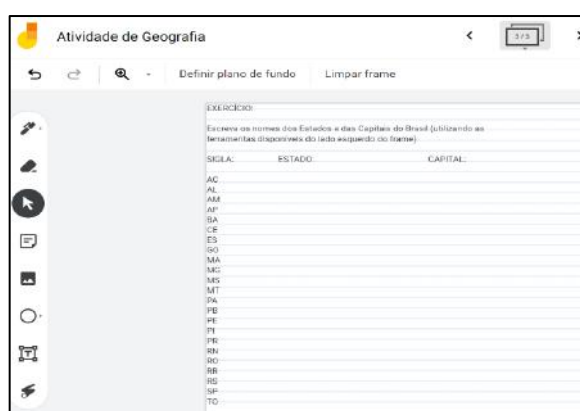 Atividade de Geografia
3/3
Definir plano de fundo Limpar frame
EXERCÍCIO:
Escreva os nomes dos Estados e das Capitais do Brasil (utilizando as
ferramentas disponíveis do lado esquerdo do frame)
SIGLA: ESTADO: CAPITAL:
AC
AL
AM
AP
BA
CE
ES
GO
MA
MG
MS
MT
PA
PB
PE
PI
PR
RN
RO
RR
RS
SP
TO